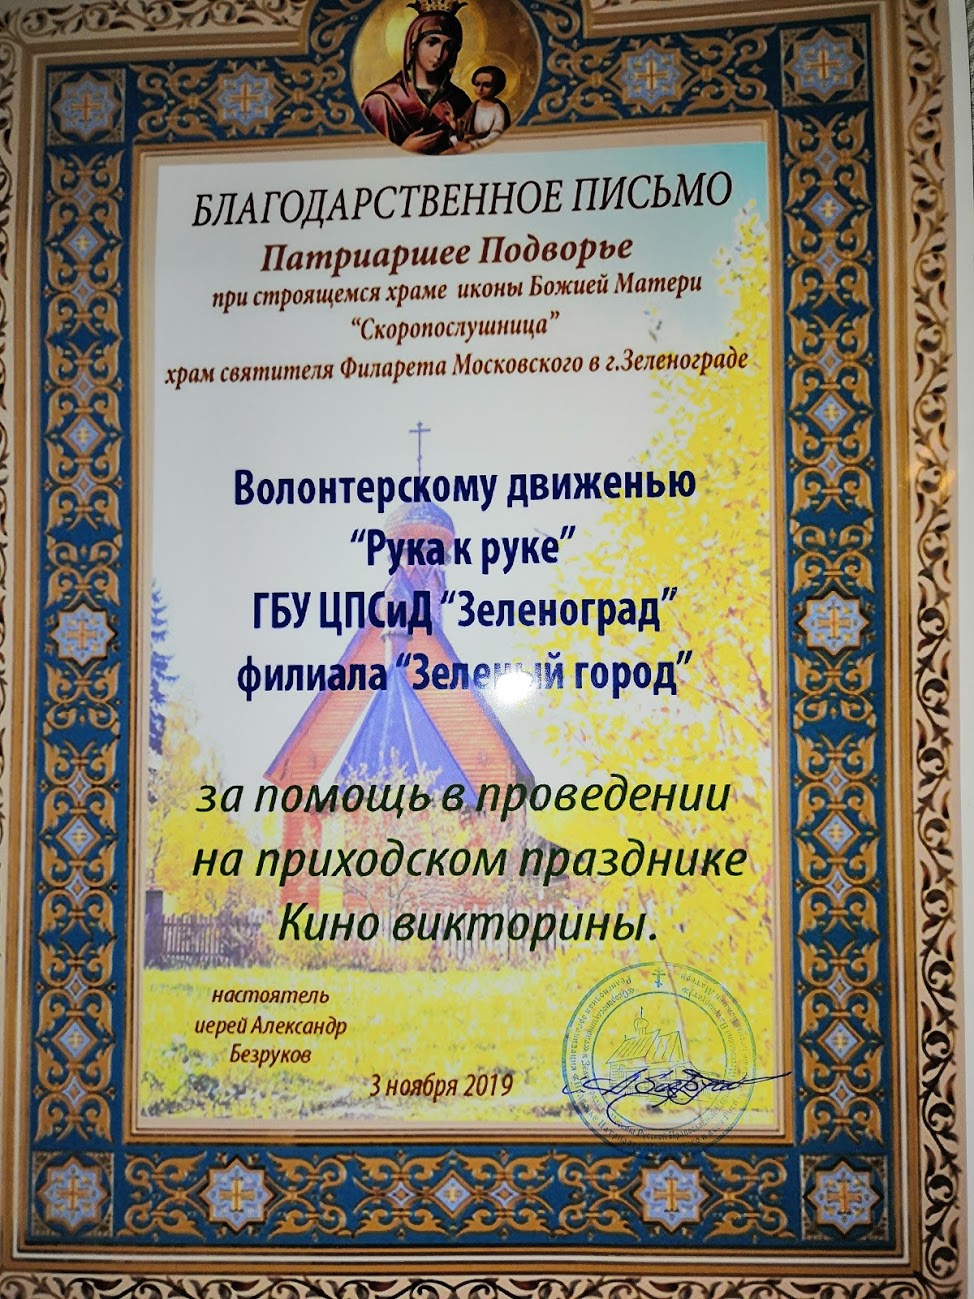 БЛАГОДАРСТВЕННОЕ ПИСЬМО
Патриаршее Подворье
при строящемся храме иконы Божией Матери
“Скоропослушница”
храм святителя Филарета Московского в г.Зеленограде
Волонтерскому движенью
“Рука к руке”
ГБУ ЦПСиД “Зеленоград”
филиала “Зеленый город”
за помощь в проведении
на приходском празднике
Кино викторины.
настоятель
иерей Александр
Безруков
3 ноября 2019